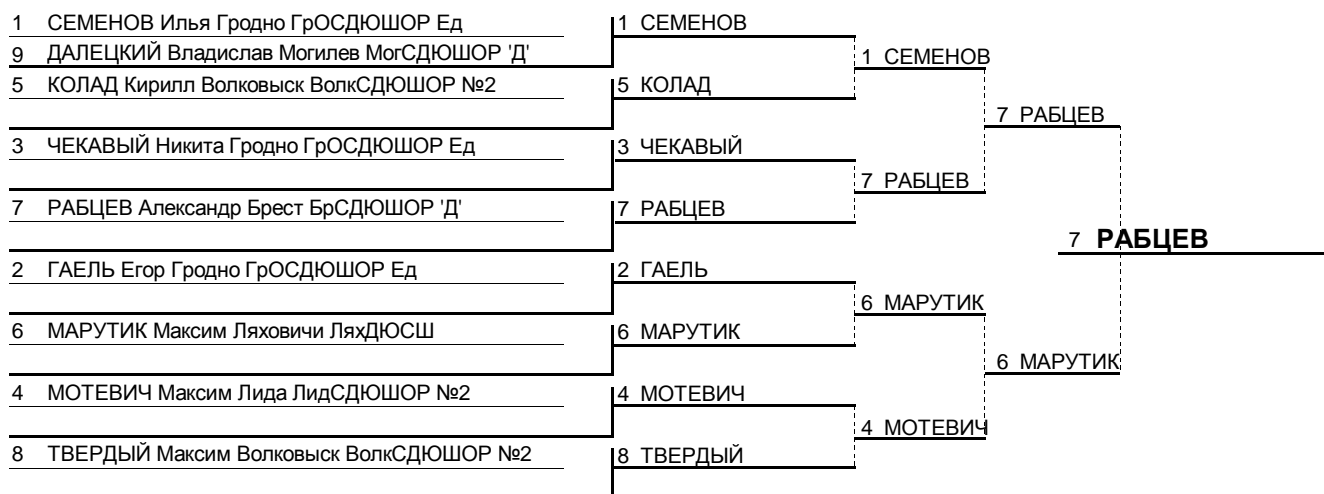 1 СЕМЕНОВ Илья Гродно ГрОСДЮШОР Ед
9 ДАЛЕЦКИЙ Владислав Могилев МогСДЮШОР 'Д'
5 КОЛАД Кирилл Волковыск ВолкСДЮШОР №2
3 ЧЕКАВЫЙ Никита Гродно ГрОСДЮШОР Ед
7 РАБЦЕВ Александр Брест БрСДЮШОР 'Д'
2 ГАЕЛЬ Егор Гродно ГрОСДЮШОР Ед
6 МАРУТИК Максим Ляховичи ЛяхДЮСШ
4 МОТЕВИЧ Максим Лида ЛидСДЮШОР №2
8 ТВЕРДЫЙ Максим Волковыск ВолкСДЮШОР №2
1 СЕМЕНОВ
5 КОЛАД
3 ЧЕКАВЫЙ
7 РАБЦЕВ
2 ГАЕЛЬ
6 МАРУТИК
4 МОТЕВИЧ
8 ТВЕРДЫЙ
1 СЕМЕНОВ
7 РАБЦЕВ
6 МАРУТИК
4 МОТЕВИЧ
7 РАБЦЕВ
6 МАРУТИК
7 РАБЦЕВ